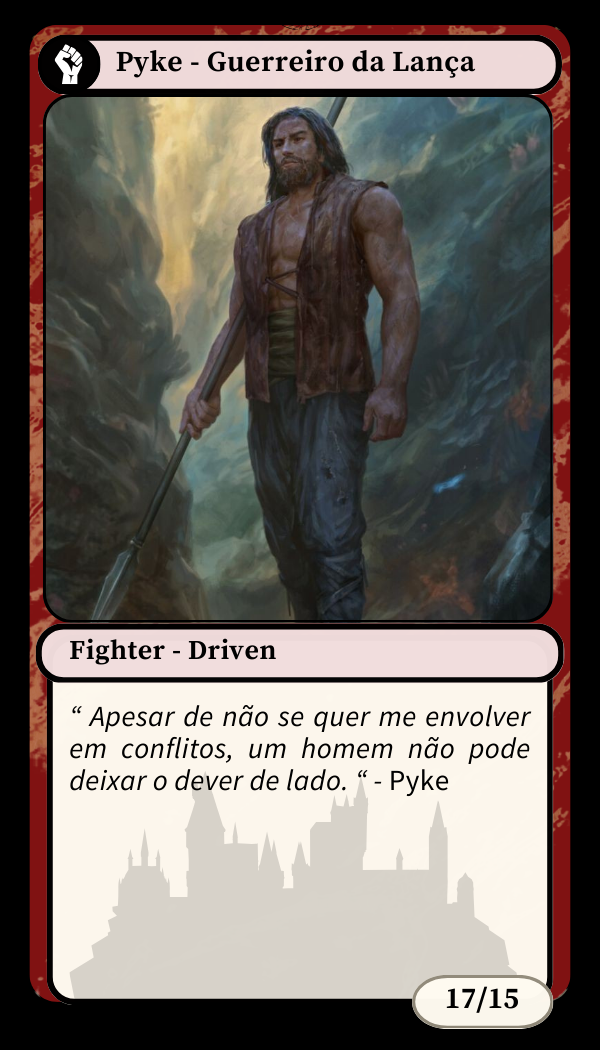 Pyke - Guerreiro da Lança
Fighter - Driven
“ Apesar de não se quer me envolver
em conflitos, um homem não pode
deixar o dever de lado. “ - Pyke
17/15